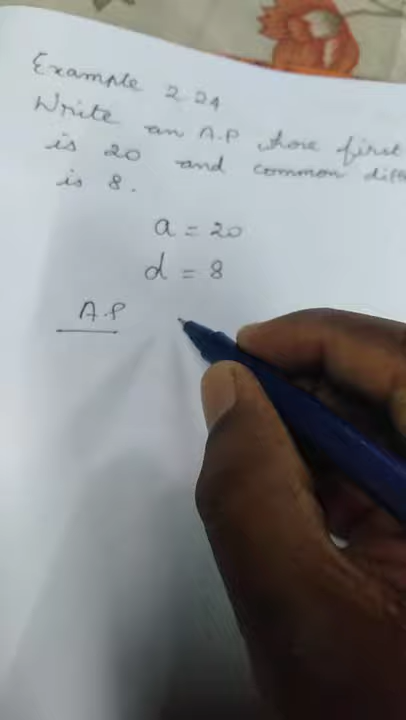 Example 2.24
Write an A.P whose first
is 20 and common diff
is 8.
a = 20
d = 8
A.P